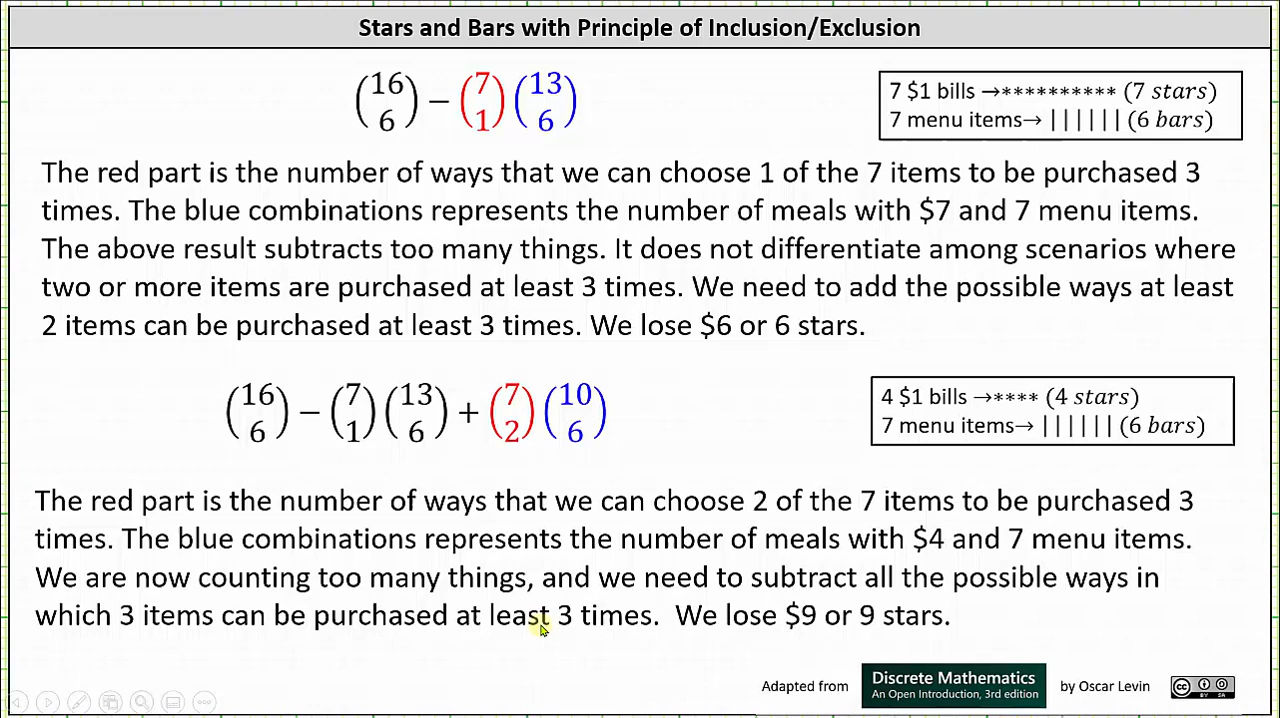 Stars and Bars with Principle of Inclusion/Exclusion
(16 6) − (7 1) (13 6)
7 $1 bills →********** (7 stars)
7 menu items→ | | | | | | (6 bars)
The red part is the number of ways that we can choose 1 of the 7 items to be purchased 3
times. The blue combinations represents the number of meals with $7 and 7 menu items.
The above result subtracts too many things. It does not differentiate among scenarios where
two or more items are purchased at least 3 times. We need to add the possible ways at least
2 items can be purchased at least 3 times. We lose $6 or 6 stars.
(16 6) − (7 1) (13 6) + (7 2) (10 6)
4 $1 bills →**** (4 stars)
7 menu items→ | | | | | | (6 bars)
The red part is the number of ways that we can choose 2 of the 7 items to be purchased 3
times. The blue combinations represents the number of meals with $4 and 7 menu items.
We are now counting too many things, and we need to subtract all the possible ways in
which 3 items can be purchased at least 3 times. We lose $9 or 9 stars.
Adapted from
Discrete Mathematics
An Open Introduction, 3rd edition
by Oscar Levin
cc BY SA